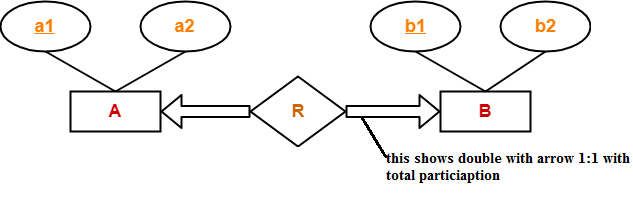 a1 a2 b1 b2
A R B
this shows double with arrow 1:1 with
total particiaption